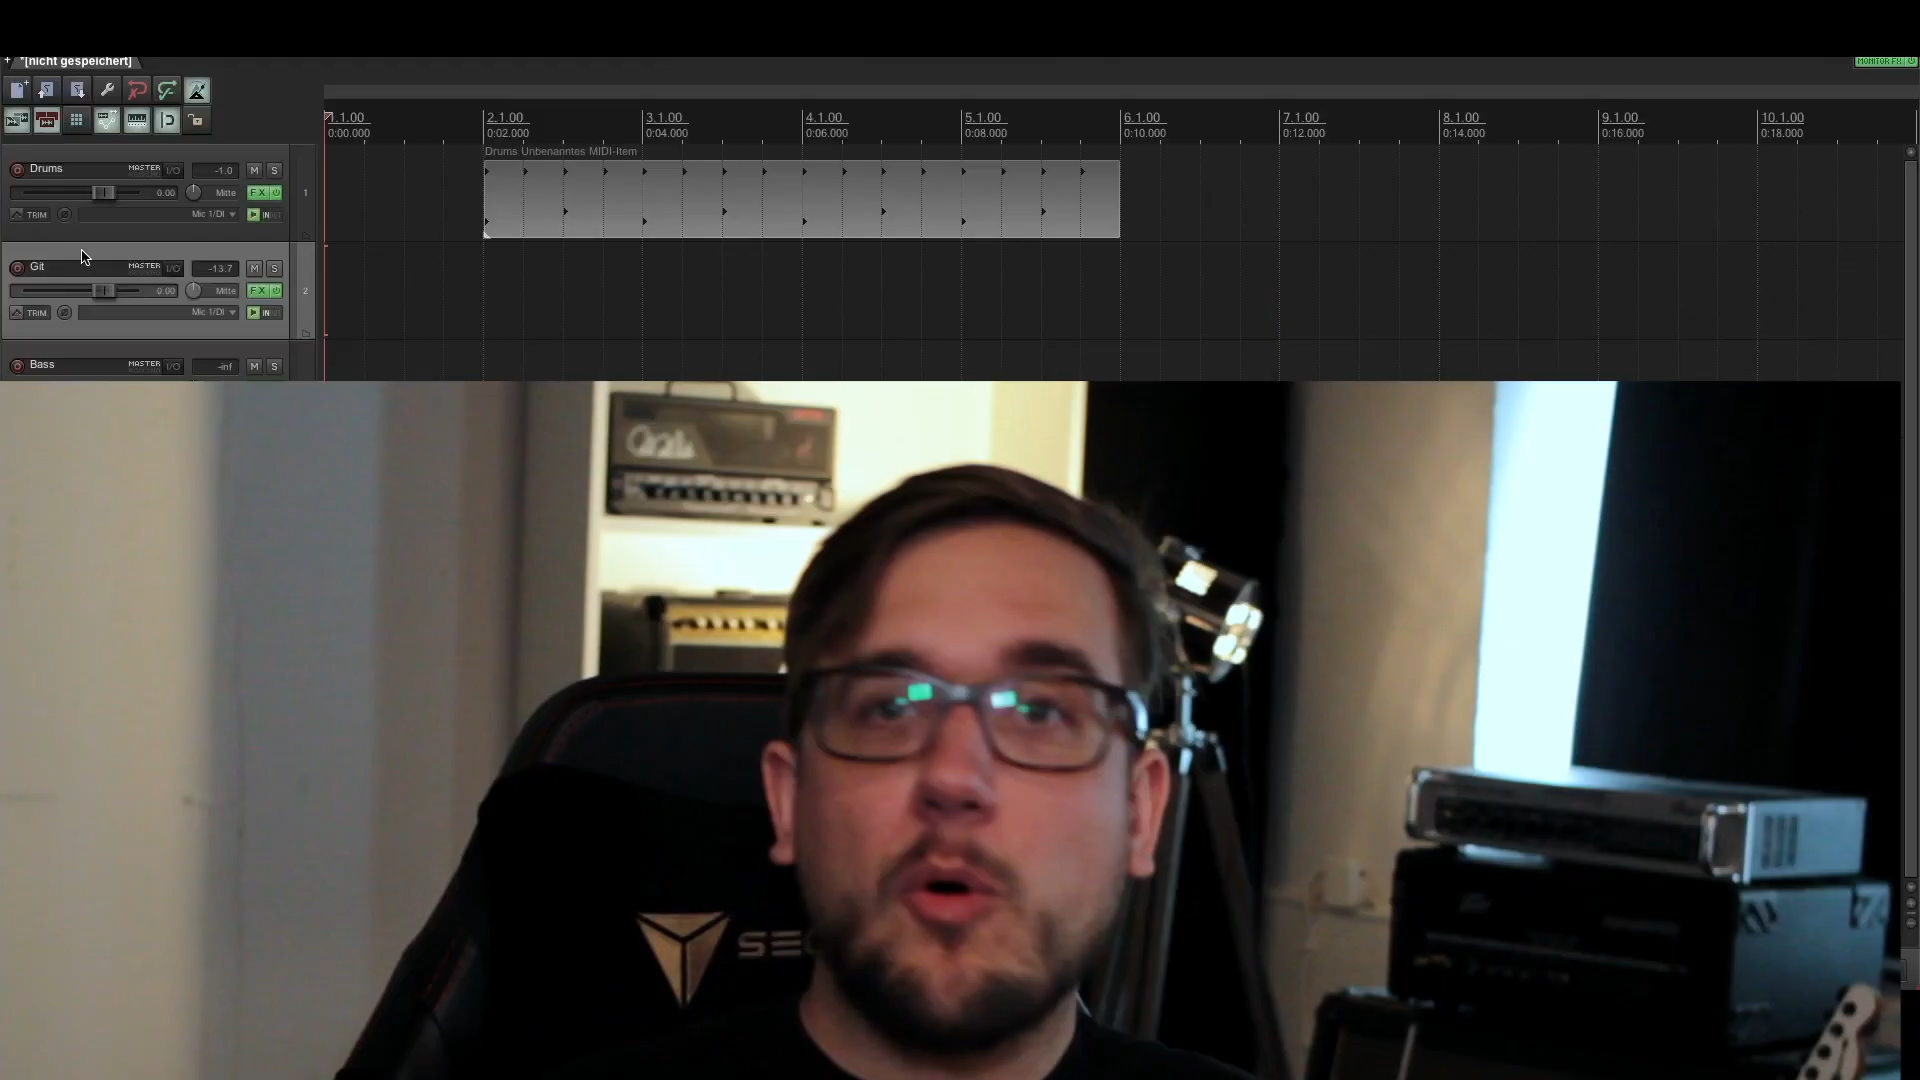 *[nicht gespeichert]
MONITOR FX
1.1.00 2.1.00 3.1.00 4.1.00 5.1.00 6.1.00 7.1.00 8.1.00 9.1.00 10.1.00
0:00.000 0:02.000 0:04.000 0:06.000 0:08.000 0:10.000 0:12.000 0:14.000 0:16.000 0:18.000
Drums Unbenanntes MIDI-Item
Drums MASTER I/O -1.0 M S
0.00 Mitte FX 1
TRIM Mic 1/DI IN
Git MASTER I/O -13.7 M S
0.00 Mitte FX 2
TRIM Mic 1/DI IN
Bass MASTER I/O -inf M S